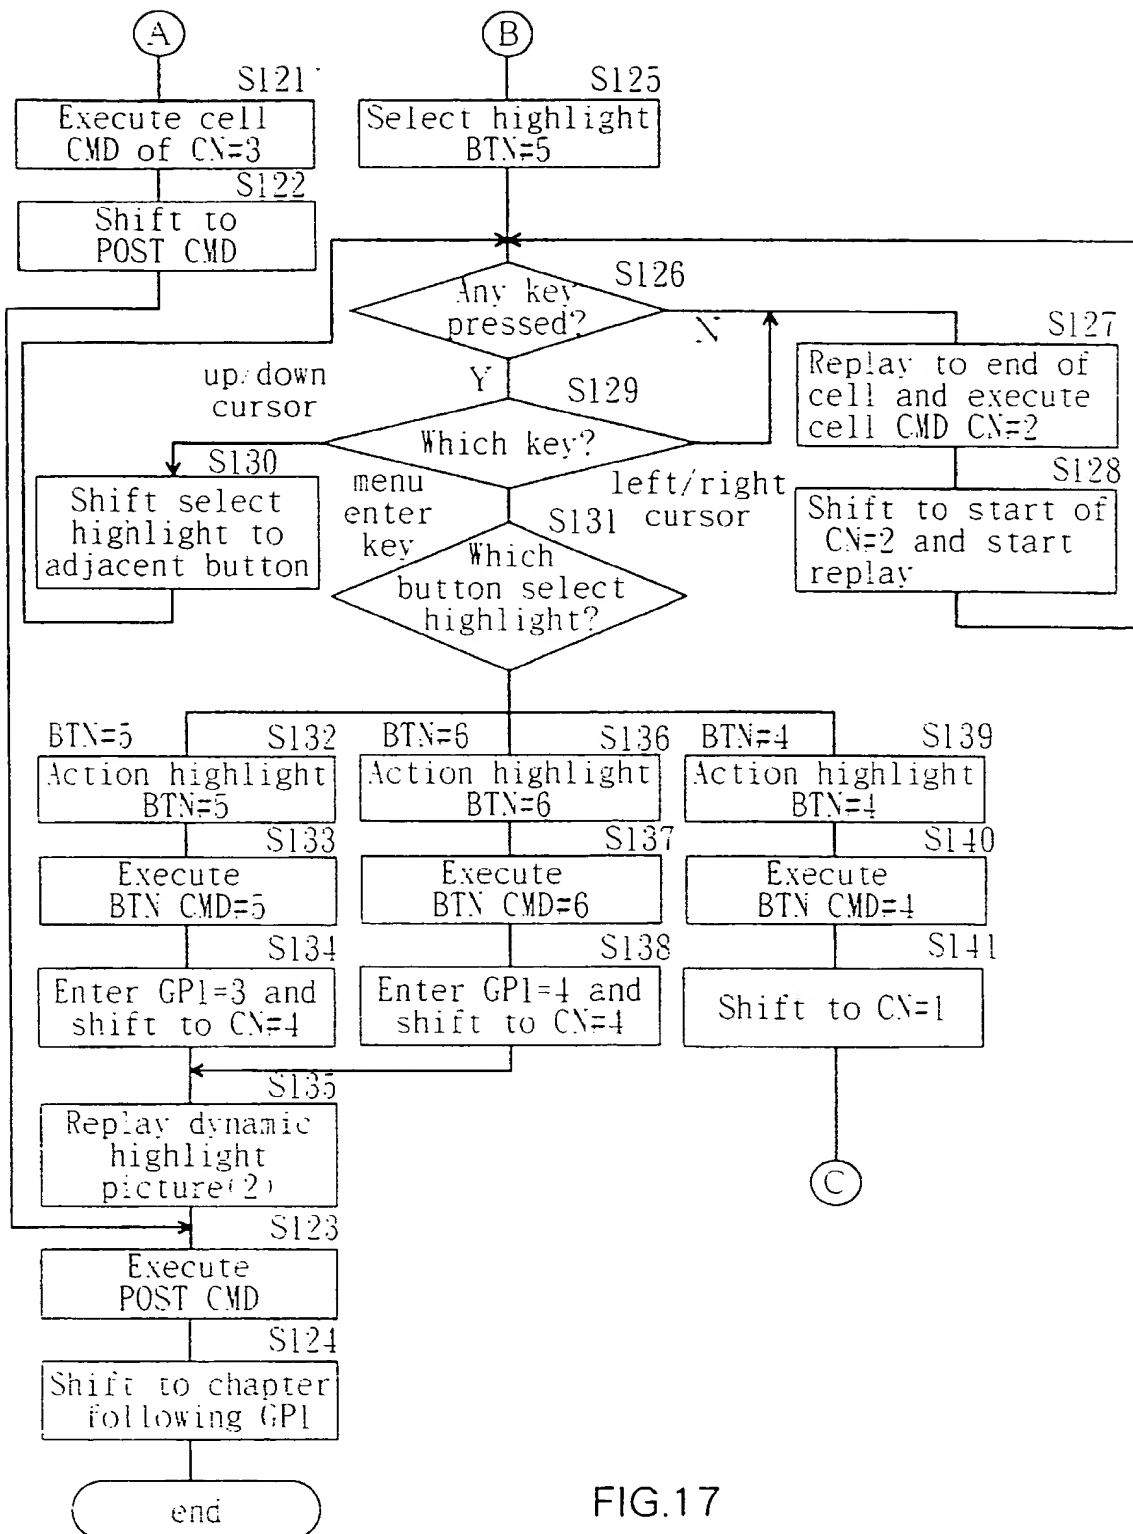 A
S121
Execute cell
CMD of CN=3
S122
Shift to
POST CMD
B
S125
Select highlight
BTN=5
S126
Any key
pressed?
N
Y
S127
Replay to end of
cell and execute
cell CMD CN=2
S128
Shift to start of
CN=2 and start
replay
up/down
cursor
S129
Which key?
left/right
cursor
menu
enter
key
S130
Shift select
highlight to
adjacent button
S131
Which
button select
highlight?
BTN=5
S132
Action highlight
BTN=5
S133
Execute
BTN CMD=5
S134
Enter GP1=3 and
shift to CN=4
BTN=6
S136
Action highlight
BTN=6
S137
Execute
BTN CMD=6
S138
Enter GP1=4 and
shift to CN=4
BTN=4
S139
Action highlight
BTN=4
S140
Execute
BTN CMD=4
S141
Shift to CN=1
C
S135
Replay dynamic
highlight
picture(2)
S123
Execute
POST CMD
S124
Shift to chapter
following GP1
end
FIG.17